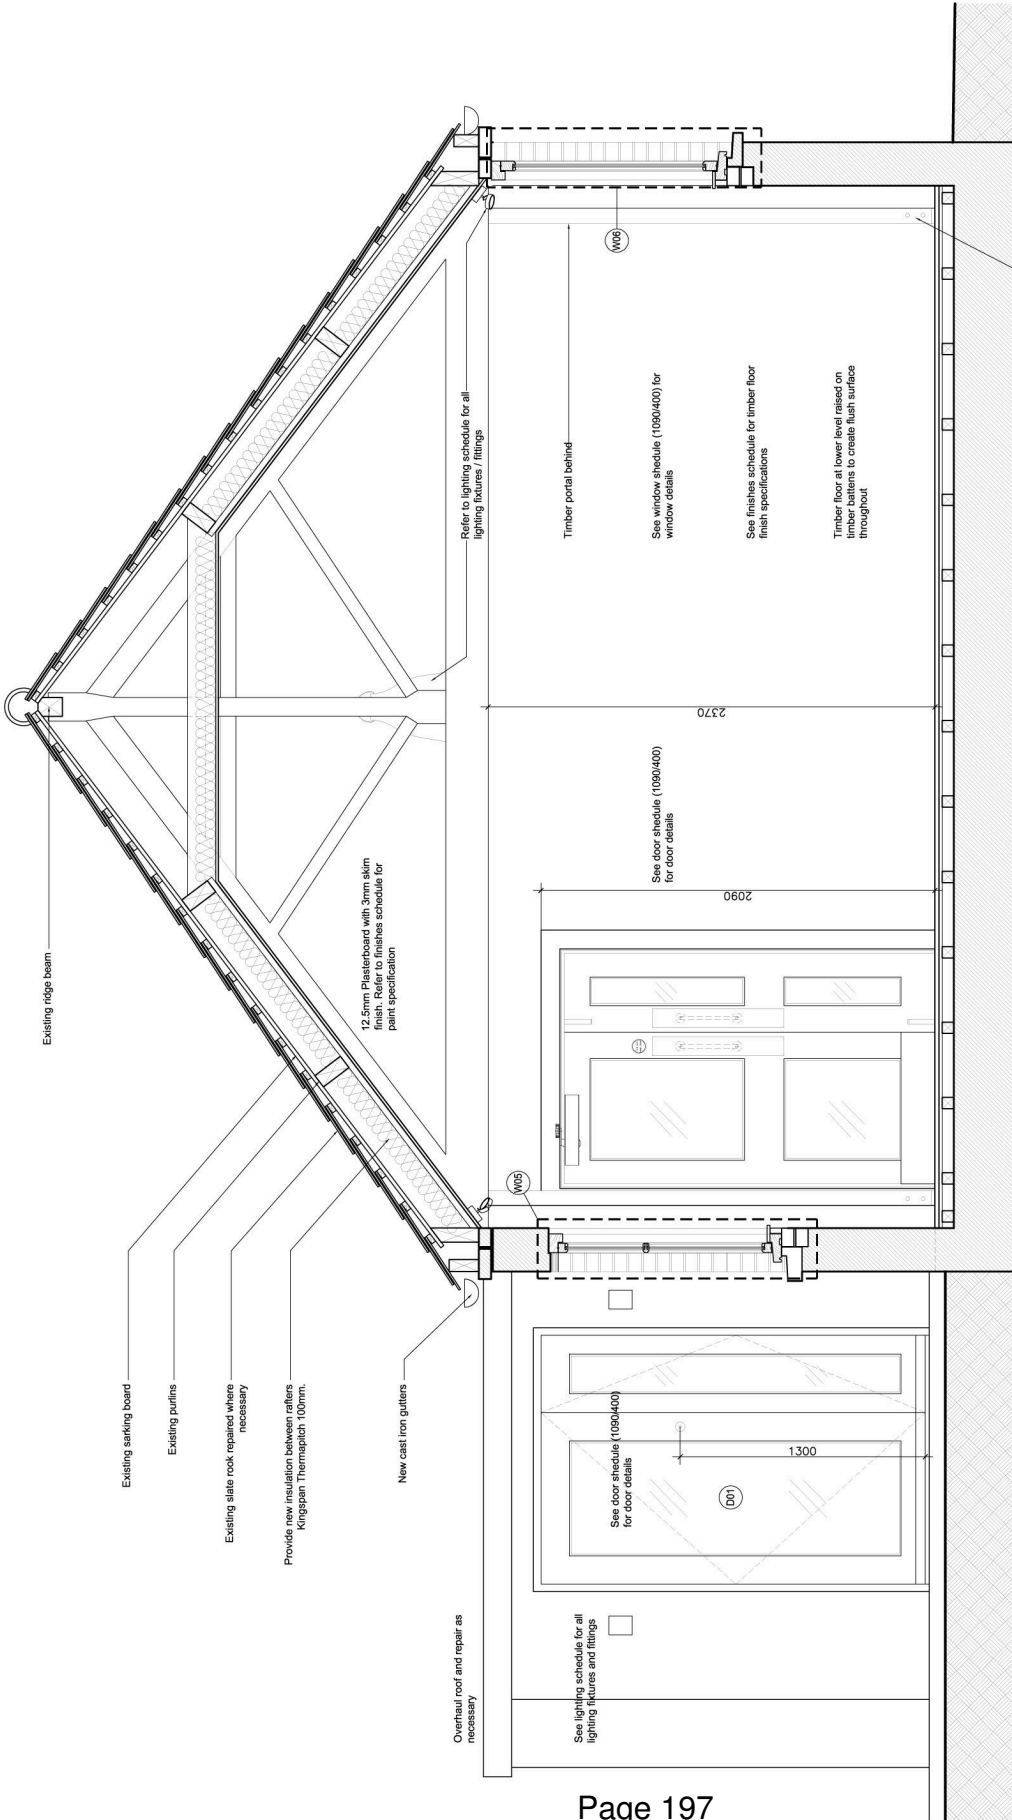 Existing ridge beam
Existing sarking board
Existing purlins
Existing slate rook repaired where
necessary
Provide new insulation between rafters
Kingspan Thermapitch 100mm.
New cast iron gutters
12.5mm Plasterboard with 3mm skim
finish. Refer to finishes schedule for
paint specification
Refer to lighting schedule for all
lighting fixtures / fittings
Overhaul roof and repair as
necessary
See lighting schedule for all
lighting fixtures and fittings
See door shedule (1090/400)
for door details
D01
1300
W05
2090
See door shedule (1090/400)
for door details
2370
Timber portal behind
W06
See window shedule (1090/400) for
window details
See finishes schedule for timber floor
finish specifications
Timber floor at lower level raised on
timber battens to create flush surface
throughout
Page 197